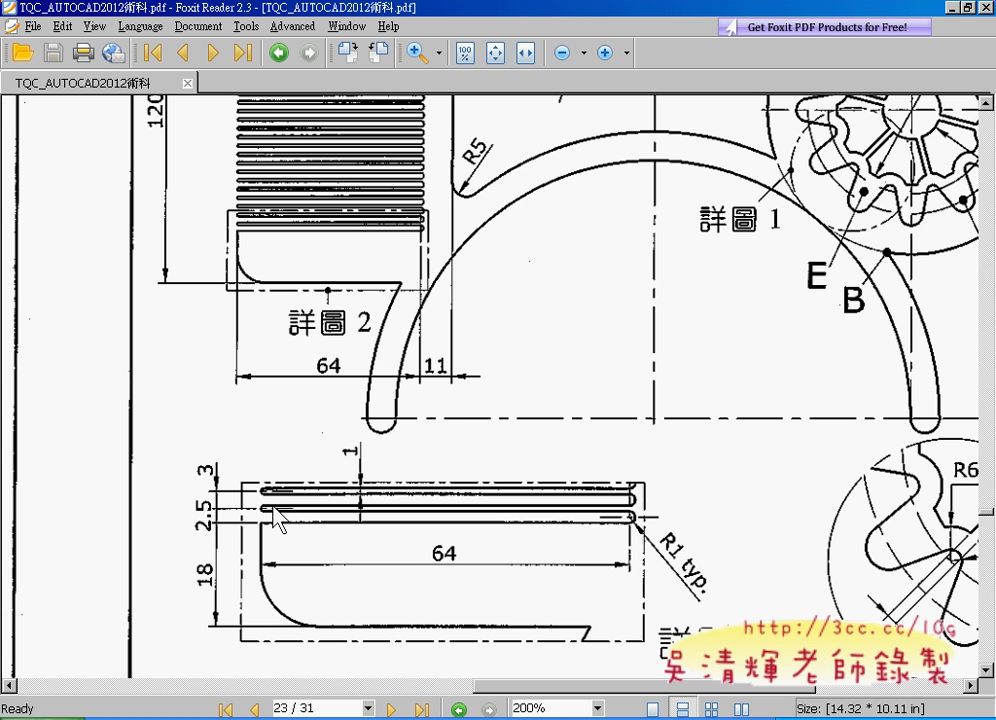 TQC_AUTOCAD2012術科.pdf - Foxit Reader 2.3 - [TQC_AUTOCAD2012術科.pdf]
File Edit View Language Document Tools Advanced Window Help
Get Foxit PDF Products for Free!
TQC_AUTOCAD2012術科
120
R5
詳圖 1
E
B
詳圖 2
64
11
1
3
2.5
R6
64
R1 typ.
18
http://3cc.cc/10g
吳清輝老師錄製
Ready
23 / 31
200%
Size: [14.32 * 10.11 in]